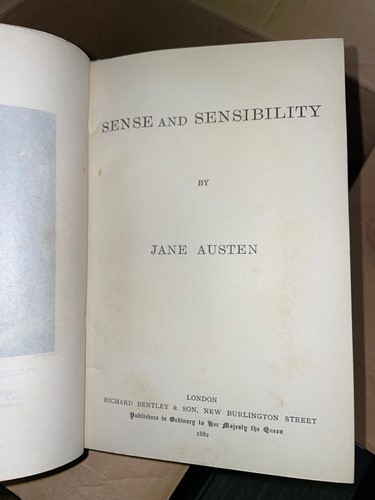 SENSE AND SENSIBILITY
BY
JANE AUSTEN
LONDON
RICHARD BENTLEY & SON, NEW BURLINGTON STREET
Publishers in Ordinary to Her Majesty the Queen
1882